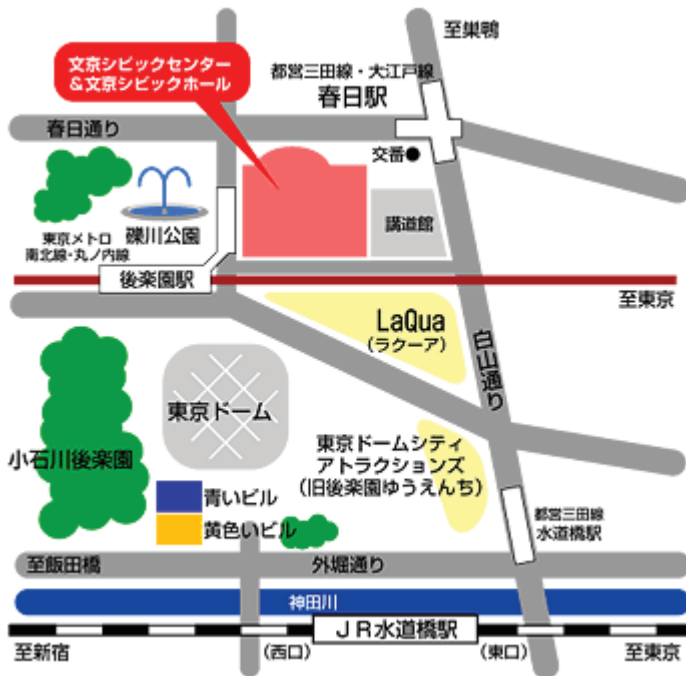 至巣鴨
文京シビックセンター
&文京シビックホール
都営三田線・大江戸線
春日駅
春日通り
交番●
講道館
東京メトロ
南北線・丸ノ内線
礫川公園
後楽園駅
至東京
LaQua
(ラクーア)
白山通り
東京ドーム
小石川後楽園
東京ドームシティ
アトラクションズ
(旧後楽園ゆうえんち)
青いビル
黄色いビル
都営三田線
水道橋駅
至飯田橋
外堀通り
神田川
JR水道橋駅
至新宿
(西口)
(東口)
至東京